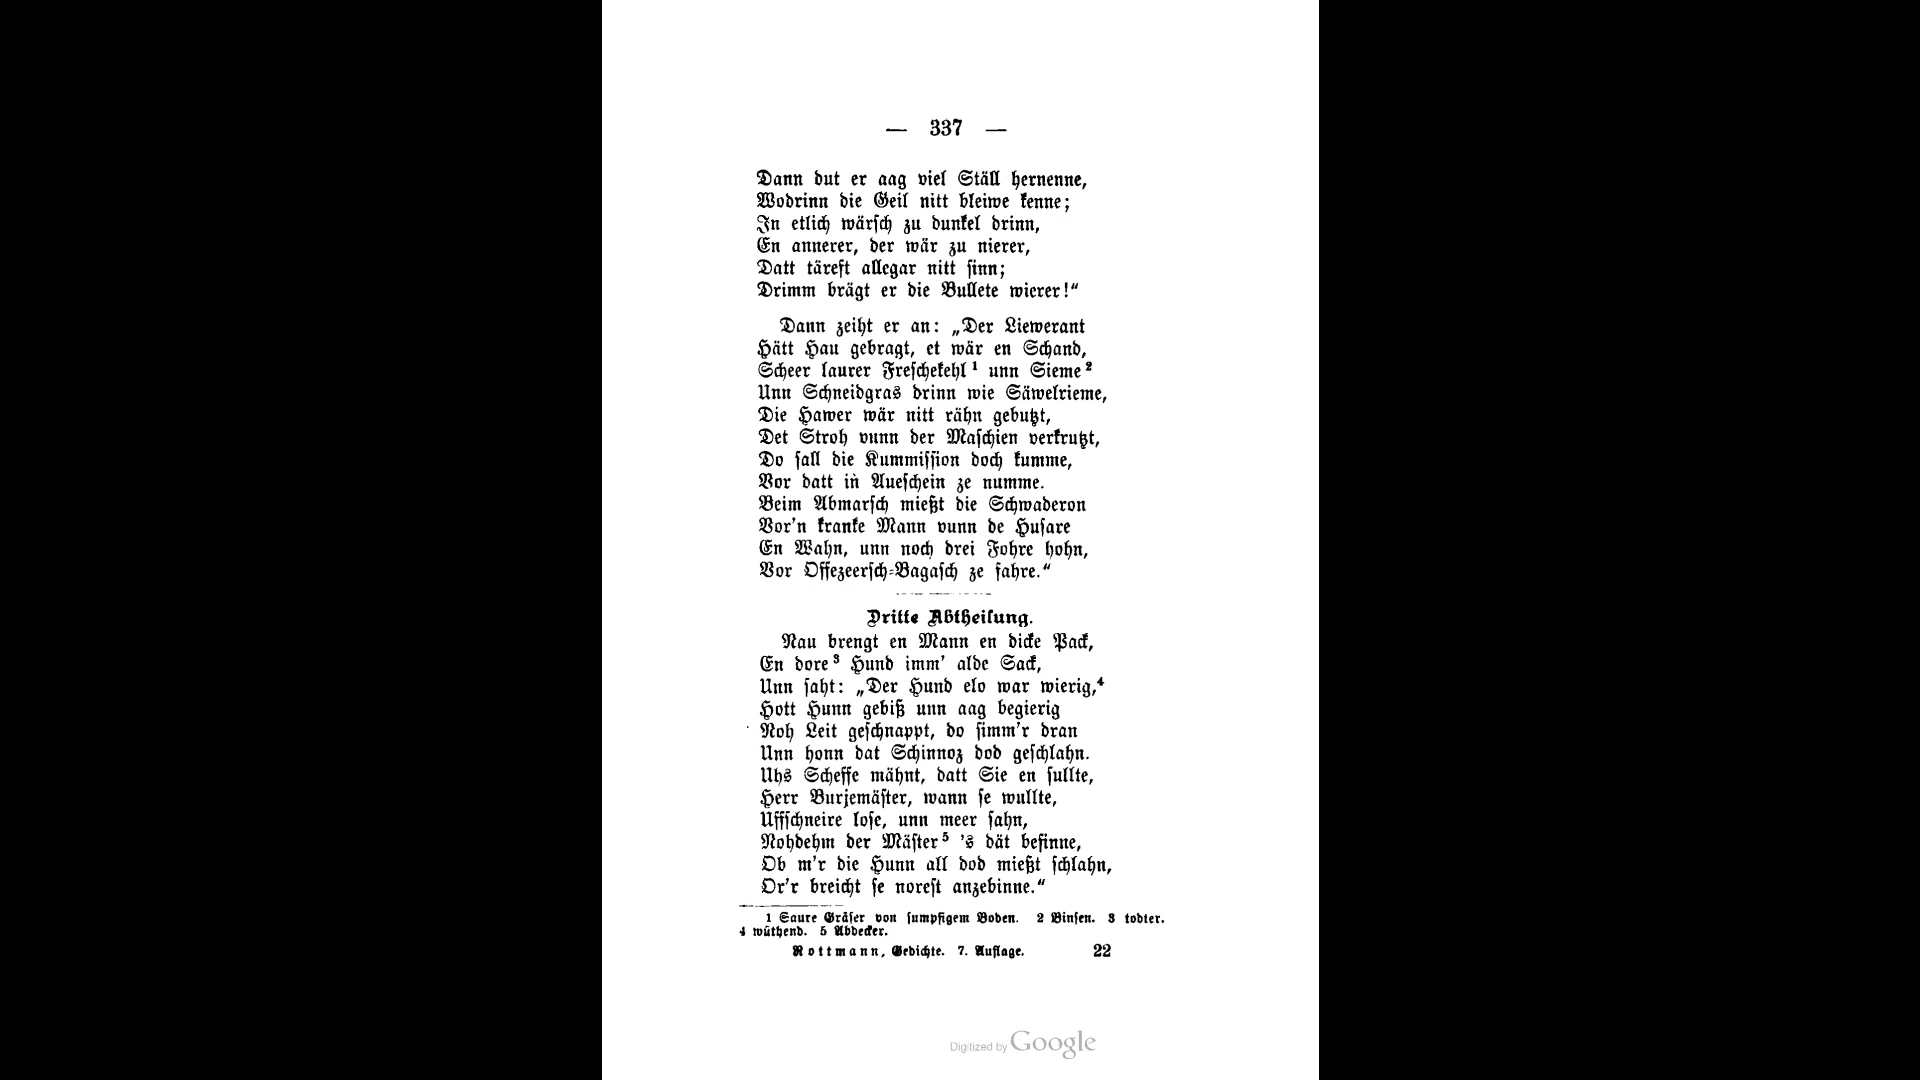 — 337 —
Dann dut er aag viel Ställ hernenne,
Wodrinn die Geil nitt bleiwe kenne;
In etlich wärsch zu dunkel drinn,
En annerer, der wär zu nierer,
Datt täreft allegar nitt sinn;
Drimm brägt er die Bullete wierer!“
Dann zeiht er an: „Der Liewerant
Hätt Hau gebragt, et wär en Schand,
Scheer laurer Freschekehl ¹ unn Sieme ²
Unn Schneidgras drinn wie Säwelrieme,
Die Hawer wär nitt rähn gebutzt,
Det Stroh vunn der Maschien verkrutzt,
Do sall die Kummission doch kumme,
Vor datt in Aueschein ze numme.
Beim Abmarsch mießt die Schwaderon
Vor'n kranke Mann vunn de Husare
En Wahn, unn noch drei Fohre hohn,
Vor Offezeersch-Bagasch ze fahre.“
Dritte Abtheilung.
Nau brengt en Mann en dicke Pack,
En dore ³ Hund imm' alde Sack,
Unn saht: „Der Hund elo war wierig,⁴
Hott Hunn gebiß unn aag begierig
Noh Leit geschnappt, do simm'r dran
Unn honn dat Schinnoz dod geschlahn.
Uhs Scheffe mähnt, datt Sie en sullte,
Herr Burjemäster, wann se wullte,
Uffschneire lose, unn meer sahn,
Nohdehm der Mäster ⁵ 's dät befinne,
Ob m'r die Hunn all dod mießt schlahn,
Or'r breicht se norest anzebinne.“
1 Saure Gräser von sumpfigem Boden. 2 Binsen. 3 todter.
4 wüthend. 5 Abdecker.
Rottmann, Gedichte. 7. Auflage. 22
Digitized by Google